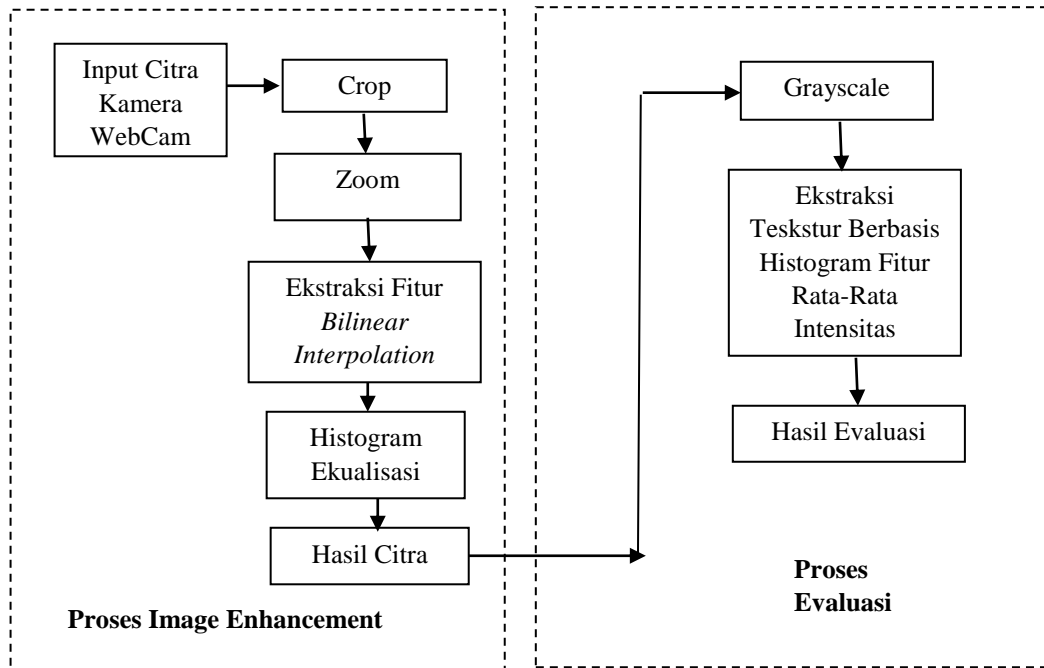 Input Citra
Kamera
WebCam
Crop
Zoom
Ekstraksi Fitur
Bilinear
Interpolation
Histogram
Ekualisasi
Hasil Citra
Proses Image Enhancement
Grayscale
Ekstraksi
Teskstur Berbasis
Histogram Fitur
Rata-Rata
Intensitas
Hasil Evaluasi
Proses
Evaluasi